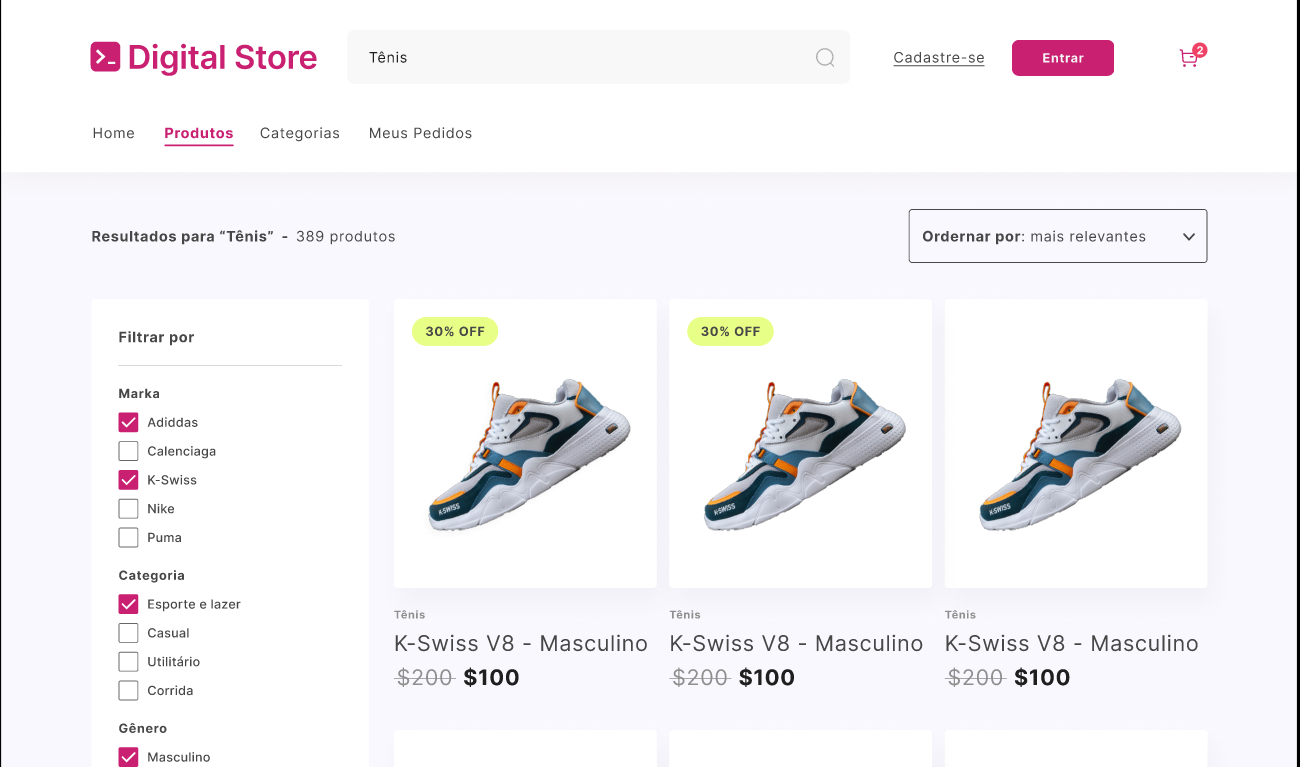 Digital Store
Tênis
Cadastre-se
Entrar
2
Home Produtos Categorias Meus Pedidos
Resultados para “Tênis” - 389 produtos
Ordernar por: mais relevantes
Filtrar por
Marka
Adiddas
Calenciaga
K-Swiss
Nike
Puma
Categoria
Esporte e lazer
Casual
Utilitário
Corrida
Gênero
Masculino
30% OFF
K-SWISS
Tênis
K-Swiss V8 - Masculino
$200 $100
30% OFF
K-SWISS
Tênis
K-Swiss V8 - Masculino
$200 $100
K-SWISS
Tênis
K-Swiss V8 - Masculino
$200 $100